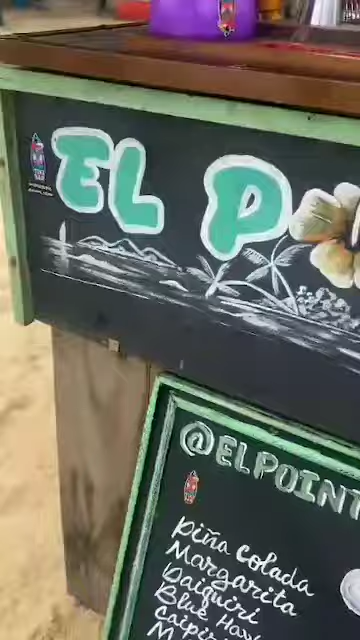 EL P
@ELPOINT
Piña Colada
Margarita
Daiquiri
Blue Haw
Caipir
M